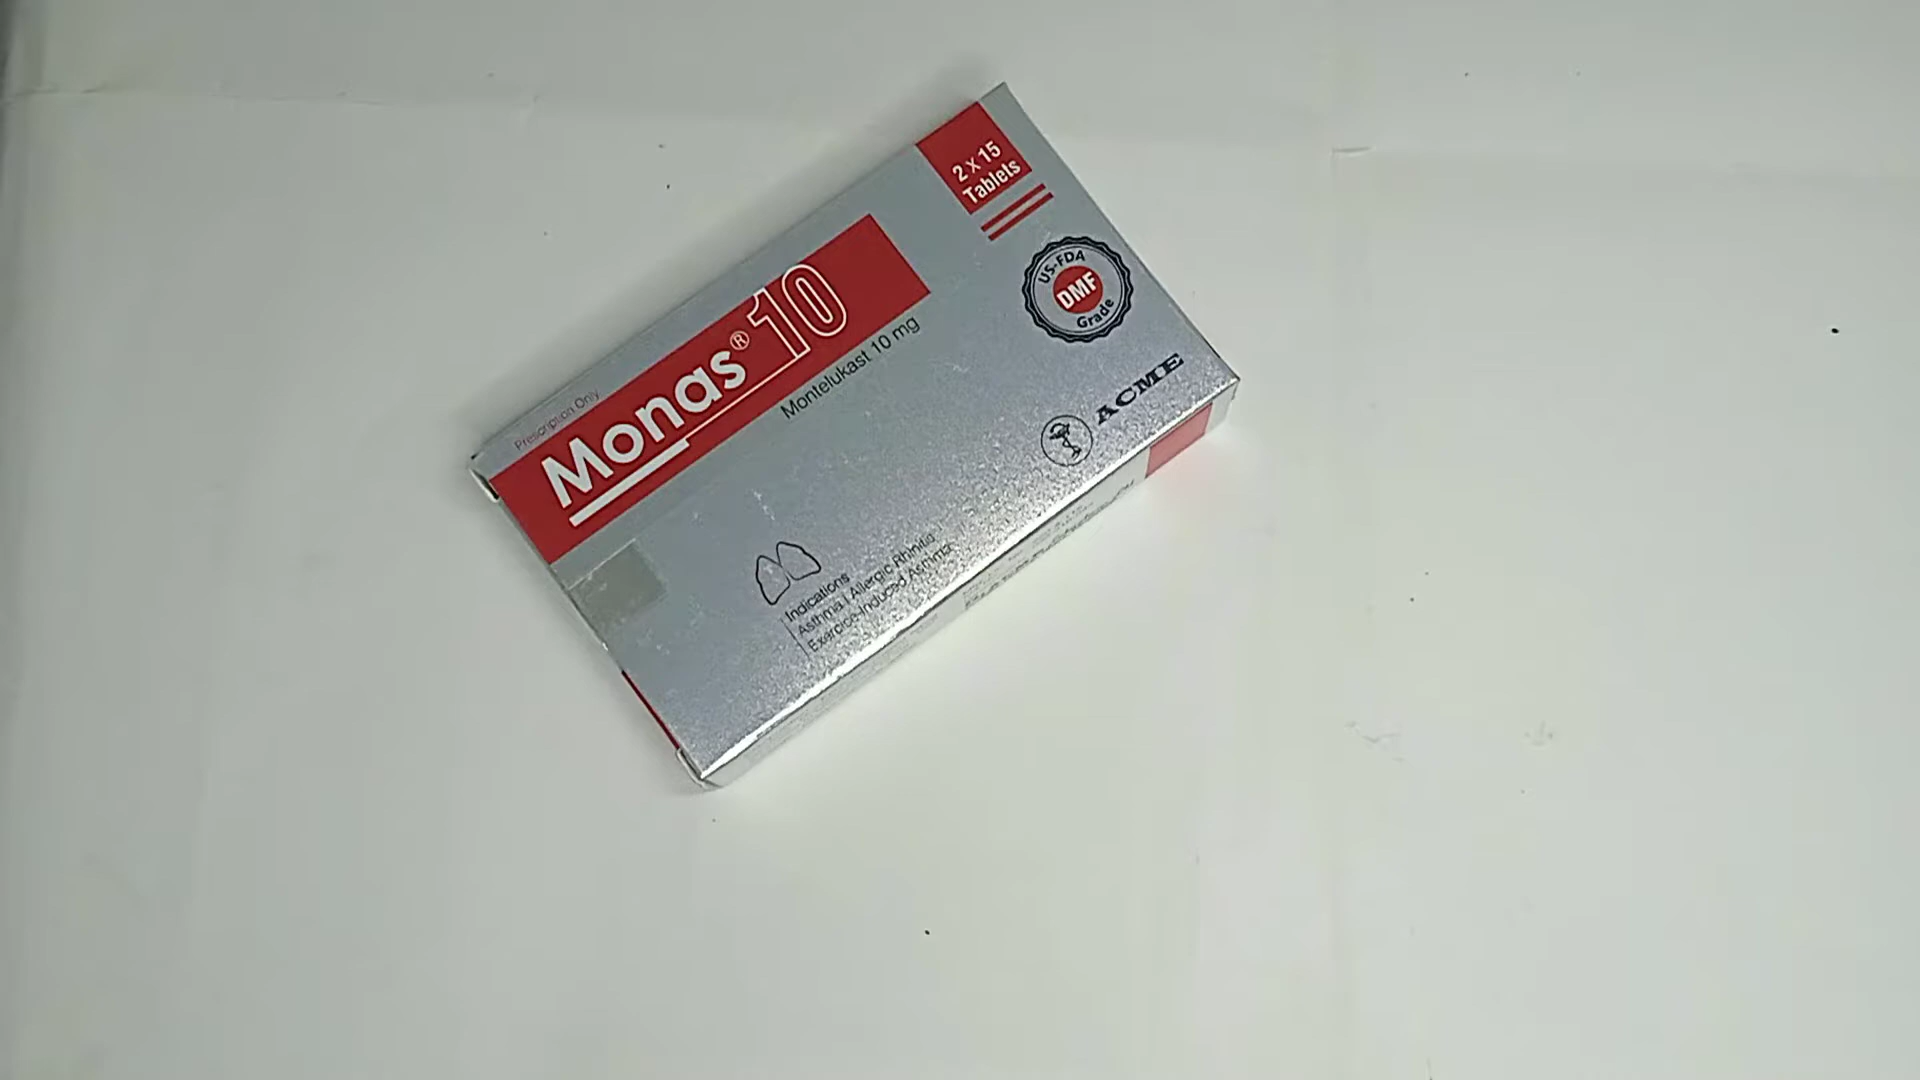 Prescription Only
Monas® 10
Montelukast 10 mg
2 x 15
Tablets
US-FDA
DMF
Grade
ACME
Indications
Asthma | Allergic Rhinitis
Exercise-Induced Asthma